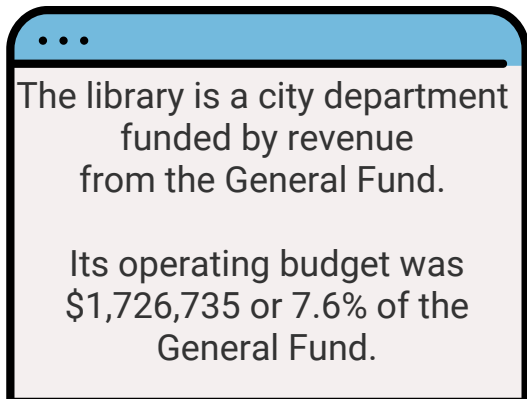 The library is a city department
funded by revenue
from the General Fund.
Its operating budget was
$1,726,735 or 7.6% of the
General Fund.